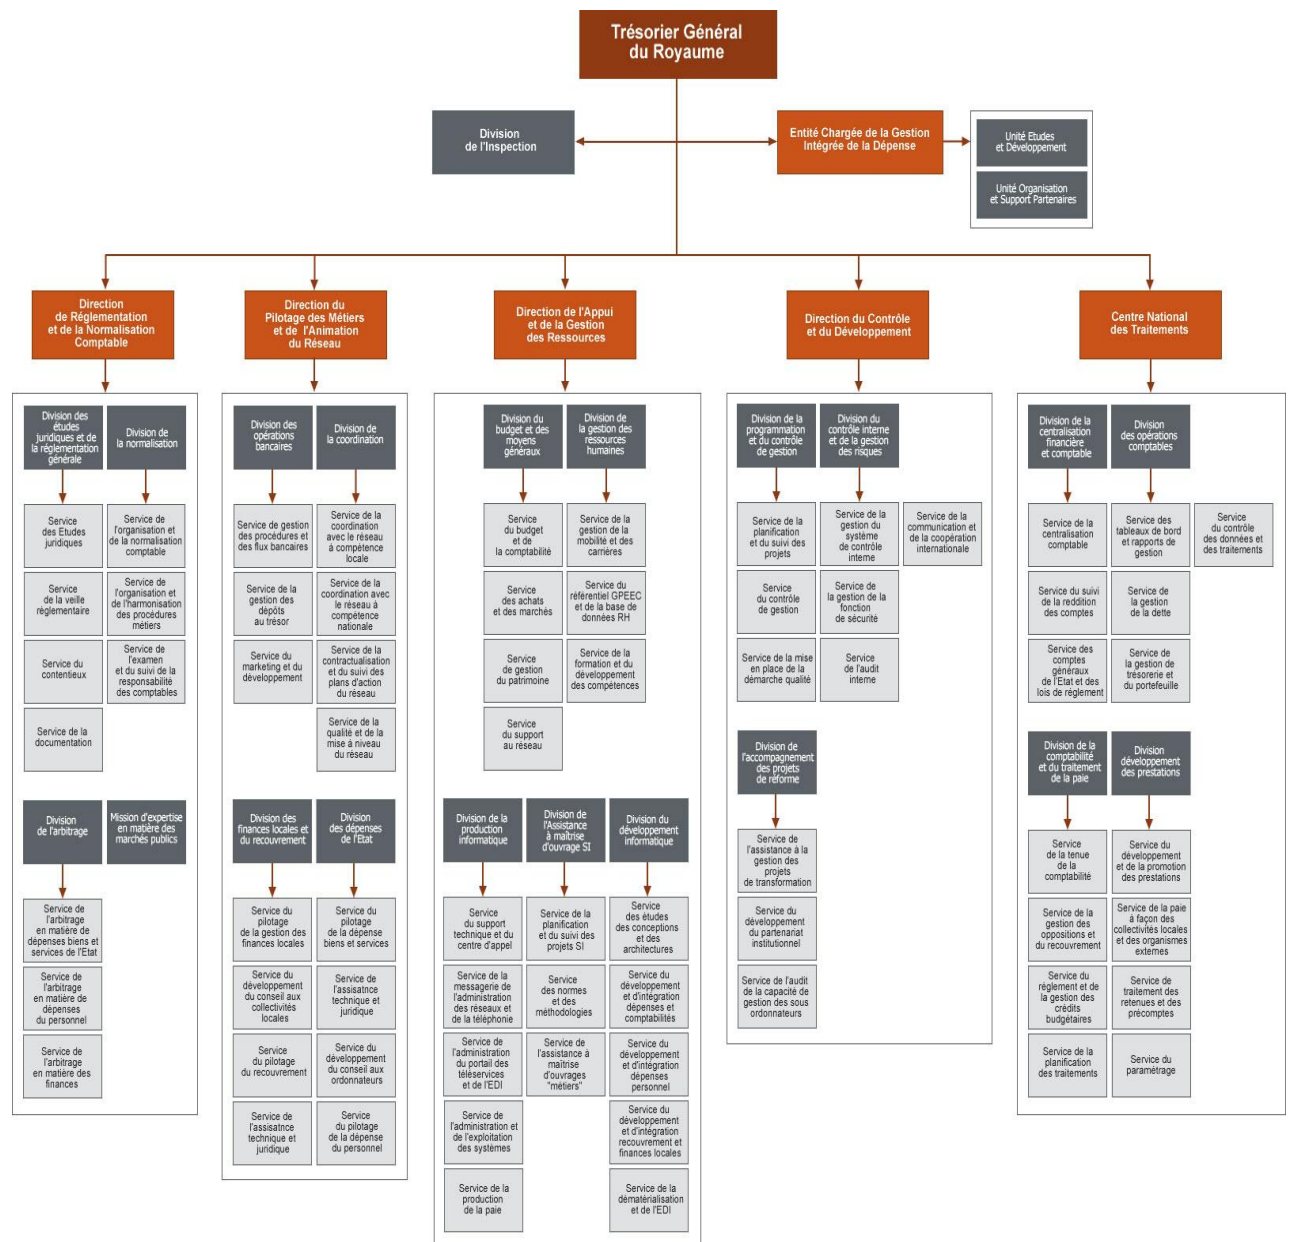 Trésorier Général
du Royaume
Division
de l'Inspection
Entité Chargée de la Gestion
Intégrée de la Dépense
Unité Etudes
et Développement
Unité Organisation
et Support Partenaires
Direction
de Réglementation
et de la Normalisation
Comptable
Direction du
Pilotage des Métiers
et de l'Animation
du Réseau
Direction de l'Appui
et de la Gestion
des Ressources
Direction du Contrôle
et du Développement
Centre National
des Traitements
Division des
études
juridiques et de
la réglementation
générale
Division de
la normalisation
Service
des Etudes
juridiques
Service de
l'organisation et
de la normalisation
comptable
Service
de la veille
règlementaire
Service de
l'organisation et
de l'harmonisation
des procédures
métiers
Service du
contentieux
Service de
l'examen
et du suivi de la
responsabilité
des comptables
Service de la
documentation
Division
de l'arbitrage
Mission d'expertise
en matière des
marchés publics
Service de
l'arbitrage
en matière de
dépenses biens et
services de l'Etat
Service de
l'arbitrage
en matière de
dépenses
du personnel
Service de
l'arbitrage
en matière des
finances
Division des
opérations
bancaires
Division de
la coordination
Service de gestion
des procédures et
des flux bancaires
Service de la
coordination
avec le réseau
à compétence
locale
Service de la
gestion des
dépôts
au trésor
Service de la
coordination avec
le réseau à
compétence
nationale
Service du
marketing et du
développement
Service de la
contractualisation
et du suivi des
plans d'action
du réseau
Service de la
qualité et de la
mise à niveau
du réseau
Division des
finances locales et
du recouvrement
Division
des dépenses
de l'Etat
Service du
pilotage
de la gestion des
finances locales
Service du
pilotage
de la dépense
biens et services
Service du
développement
du conseil aux
collectivités
locales
Service de
l'assisatnce
technique et
juridique
Service
du pilotage
du recouvrement
Service du
développement
du conseil aux
ordonnateurs
Service de
l'assisatnce
technique et
juridique
Service
du pilotage
de la dépense
du personnel
Division du
budget et des
moyens
généraux
Division de
la gestion des
ressources
humaines
Service
du budget
et de
la comptabilité
Service de la
gestion de la
mobilité et des
carrières
Service
des achats
et des marchés
Service du
référentiel GPEEC
et de la base de
données RH
Service
de gestion
du patrimoine
Service de la
formation et du
développement
des compétences
Service
du support
au réseau
Division de la
production
informatique
Division de
l'Assistance
à maîtrise
d'ouvrage SI
Division du
développement
informatique
Service
du support
technique et du
centre d'appel
Service de la
planification
et du suivi des
projets SI
Service
des études
des conceptions
et des
architectures
Service de la
messagerie de
l'administration
des réseaux et
de la téléphonie
Service
des normes
et des
méthodologies
Service du
développement
et d'intégration
dépenses et
comptabilités
Service de
l'administration
du portail des
téléservices
et de l'EDI
Service de
l'assistance à
maîtrise
d'ouvrages
"métiers"
Service du
développement
et d'intégration
dépenses
personnel
Service de
l'administration et
de l'exploitation
des systèmes
Service du
développement
et d'intégration
recouvrement et
finances locales
Service de la
production
de la paie
Service de la
dématérialisation
et de l'EDI
Division de la
programmation
et du contrôle
de gestion
Division du
contrôle interne
et de la gestion
des risques
Service de la
planification
et du suivi des
projets
Service de la
gestion du
système
de contrôle
interne
Service de la
communication et
de la coopération
internationale
Service
du contrôle
de gestion
Service de
la gestion de la
fonction
de sécurité
Service de la mise
en place de la
démarche qualité
Service
de l'audit
interne
Division de
l'accompagnement
des projets
de réforme
Service de
l'assistance à la
gestion des
projets
de transformation
Service du
développement
du partenariat
institutionnel
Service de l'audit
de la capacité de
gestion des sous
ordonnateurs
Division de la
centralisation
financière
et comptable
Division
des opérations
comptables
Service de la
centralisation
comptable
Service des
tableaux de bord
et rapports de
gestion
Service
du contrôle
des données et
des traitements
Service du suivi
de la reddition
des comptes
Service de
la gestion
de la dette
Service des
comptes
généraux
de l'Etat et des
lois de réglement
Service de
la gestion de
trésorerie et
du portefeuille
Division de la
comptabilité
et du traitement
de la paie
Division
développement
des prestations
Service
de la tenue
de la
comptabilité
Service du
développement
et de la promotion
des prestations
Service de la
gestion des
oppositions et
du recouvrement
Service de la paie
à façon des
collectivités locales
et des organismes
externes
Service du
réglement et de
la gestion des
crédits
budgétaires
Service de
traitement des
retenues et des
précomptes
Service de la
planification
des traitements
Service du
paramétrage